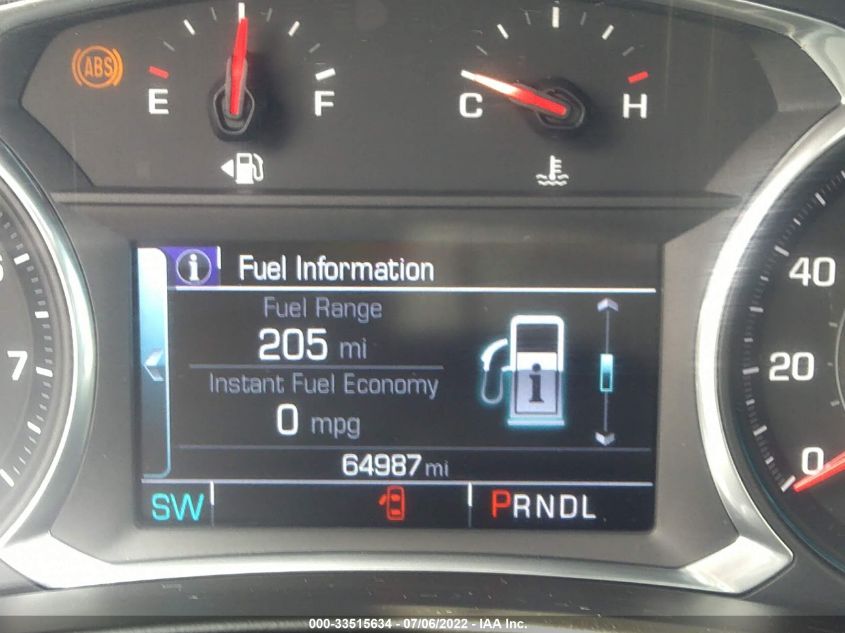 ABS
E F
C H
Fuel Information
Fuel Range
205 mi
Instant Fuel Economy
0 mpg
64987 mi
SW
PRNDL
7
40
20
0
000-33515634 - 07/06/2022 - IAA Inc.